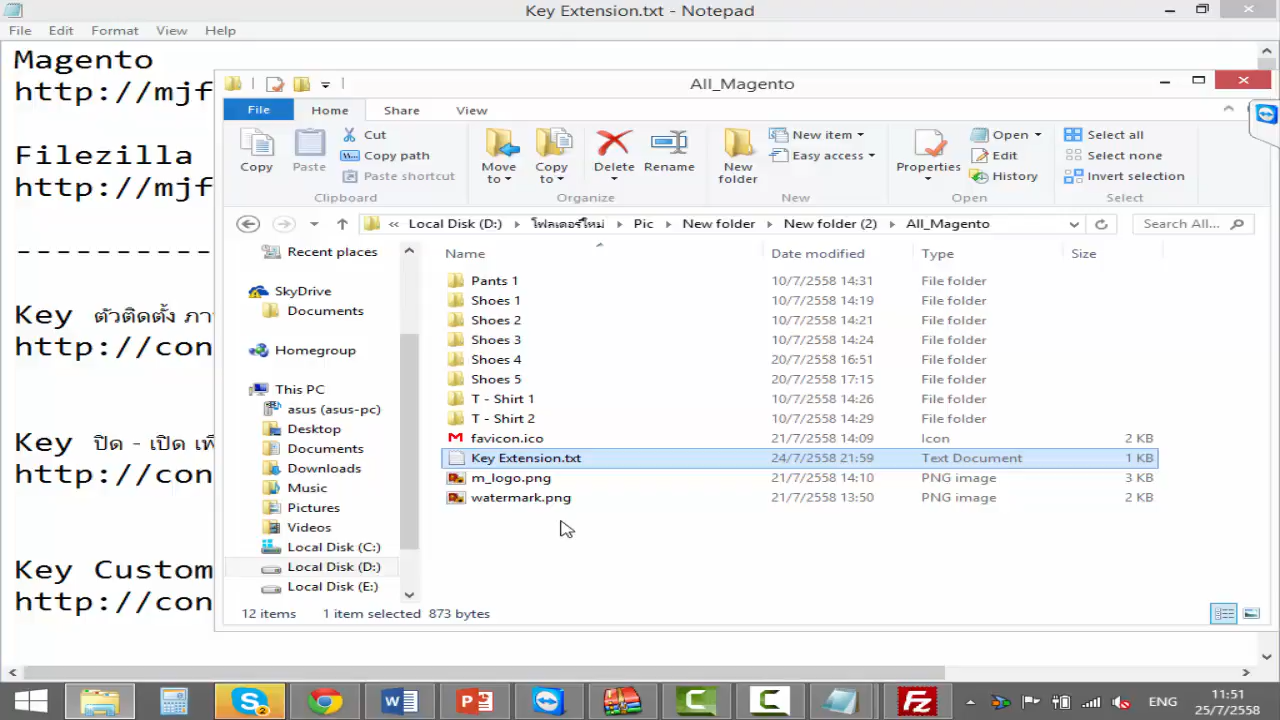 Key Extension.txt - Notepad
File Edit Format View Help
Magento
http://mjf
Filezilla
http://mjf
-----------
Key ตัวติดตั้ง ภา
http://con
Key ปิด - เปิด เพี
http://con
Key Custom
http://con
All_Magento
File Home Share View
Copy
Paste
Cut
Copy path
Paste shortcut
Clipboard
Move to
Copy to
Delete
Rename
Organize
New folder
New item
Easy access
New
Properties
Open
Edit
History
Open
Select all
Select none
Invert selection
Select
« Local Disk (D:) โฟลเดอร์ใหม่ Pic New folder New folder (2) All_Magento
Search All...
Recent places
SkyDrive
Documents
Homegroup
This PC
asus (asus-pc)
Desktop
Documents
Downloads
Music
Pictures
Videos
Local Disk (C:)
Local Disk (D:)
Local Disk (E:)
Name Date modified Type Size
Pants 1 10/7/2558 14:31 File folder
Shoes 1 10/7/2558 14:19 File folder
Shoes 2 10/7/2558 14:21 File folder
Shoes 3 10/7/2558 14:24 File folder
Shoes 4 20/7/2558 16:51 File folder
Shoes 5 20/7/2558 17:15 File folder
T - Shirt 1 10/7/2558 14:26 File folder
T - Shirt 2 10/7/2558 14:29 File folder
favicon.ico 21/7/2558 14:09 Icon 2 KB
Key Extension.txt 24/7/2558 21:59 Text Document 1 KB
m_logo.png 21/7/2558 14:10 PNG image 3 KB
watermark.png 21/7/2558 13:50 PNG image 2 KB
12 items 1 item selected 873 bytes
ENG
11:51
25/7/2558